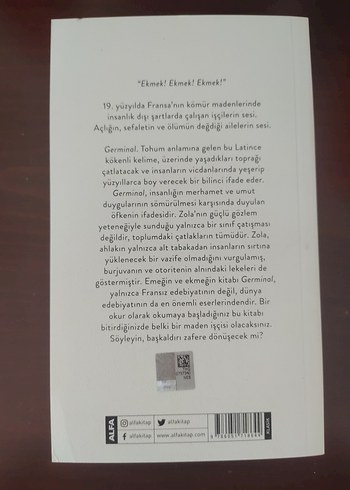 "Ekmek! Ekmek! Ekmek!"
19. yüzyılda Fransa'nın kömür madenlerinde
insanlık dışı şartlarda çalışan işçilerin sesi.
Açlığın, sefaletin ve ölümün değdiği ailelerin sesi.
Germinal. Tohum anlamına gelen bu Latince
kökenli kelime, üzerinde yaşadıkları toprağı
çatlatacak ve insanların vicdanlarında yeşerip
yüzyıllarca boy verecek bir bilinci ifade eder.
Germinal, insanlığın merhamet ve umut
duygularının sömürülmesi karşısında duyulan
öfkenin ifadesidir. Zola'nın güçlü gözlem
yeteneğiyle sunduğu yalnızca bir sınıf çatışması
değildir, toplumdaki çatlakların tümüdür. Zola,
ahlakın yalnızca alt tabakadan insanların sırtına
yüklenecek bir vazife olmadığını vurgulamış,
burjuvanın ve otoritenin alnındaki lekeleri de
göstermiştir. Emeğin ve ekmeğin kitabı Germinal,
yalnızca Fransız edebiyatının değil, dünya
edebiyatının da en önemli eserlerindendir. Bir
okur olarak okumaya başladığınız bu kitabı
bitirdiğinizde belki bir maden işçisi olacaksınız.
Söyleyin, başkaldırı zafere dönüşecek mi?
ALFA
alfakitap
alfakitap
alfakitap
www.alfakitap.com
KLASİK